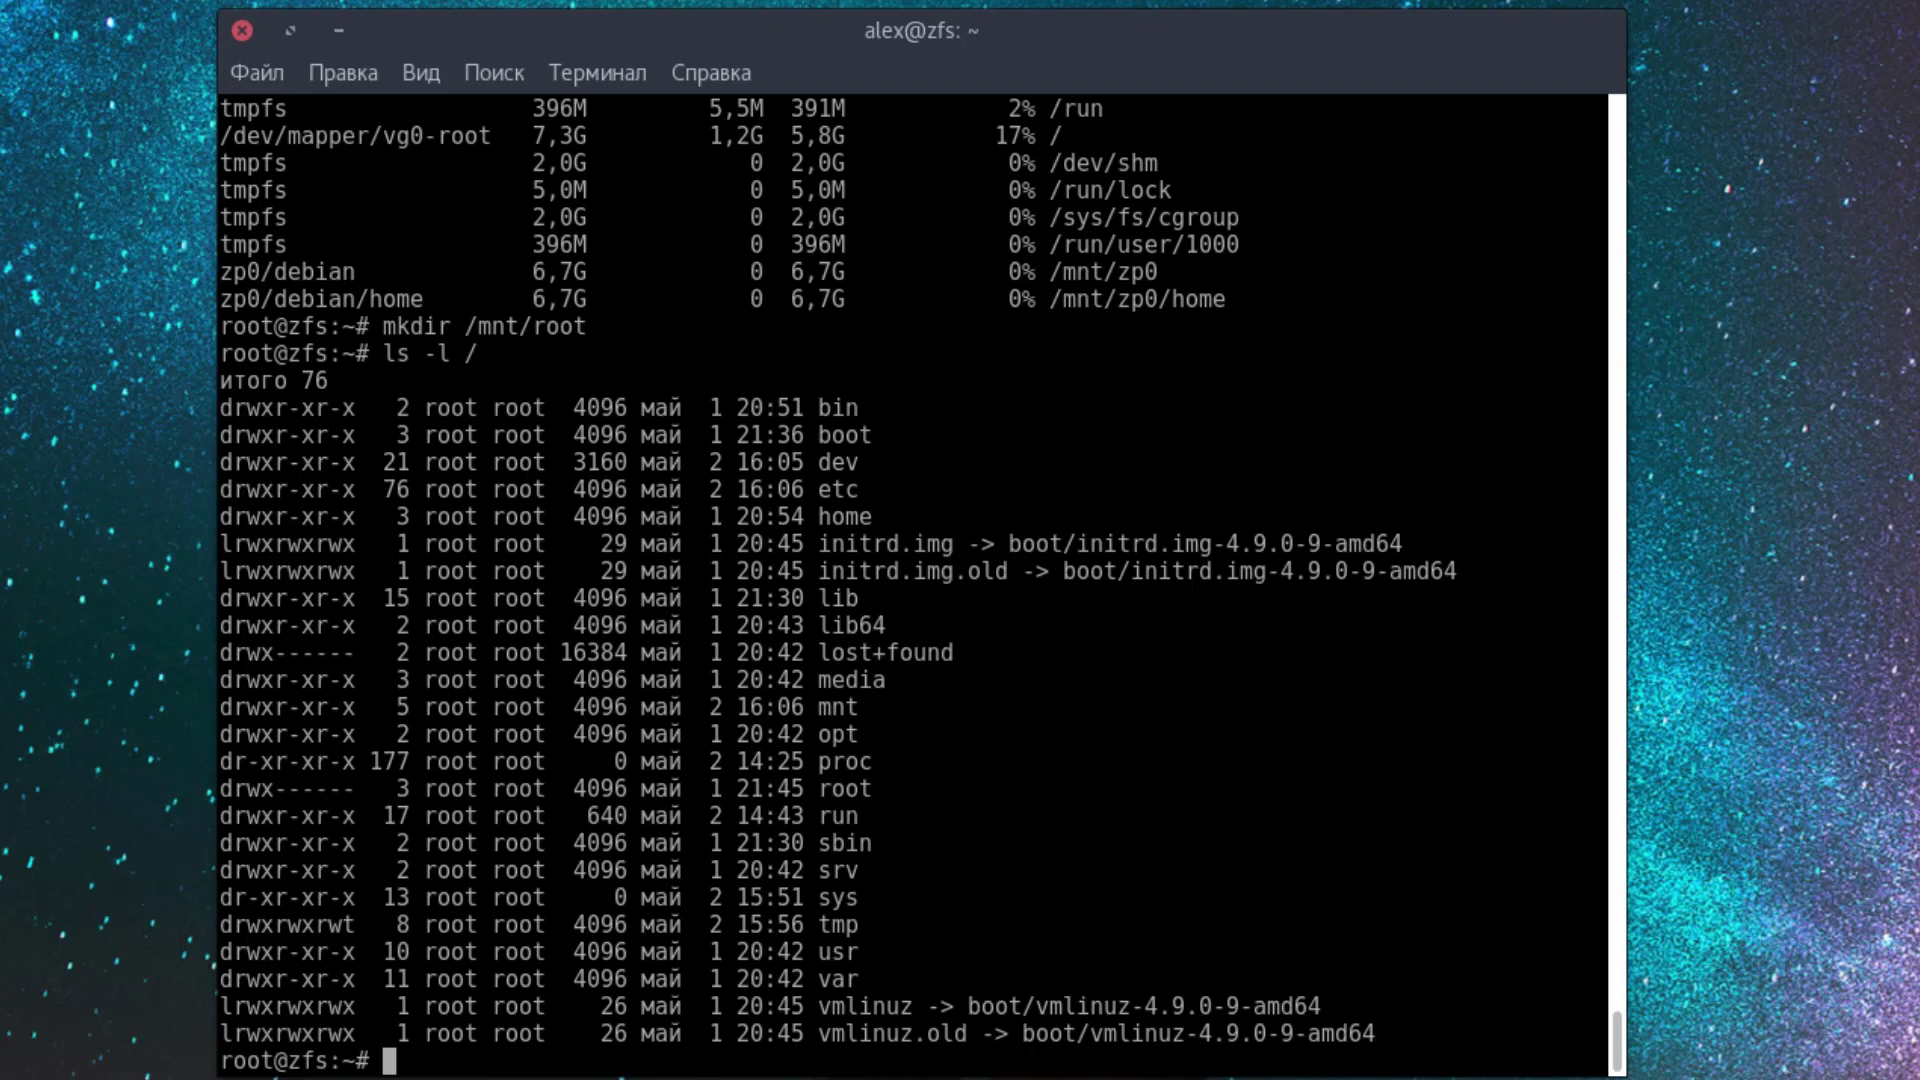 alex@zfs: ~
Файл Правка Вид Поиск Терминал Справка
tmpfs 396M 5,5M 391M 2% /run
/dev/mapper/vg0-root 7,3G 1,2G 5,8G 17% /
tmpfs 2,0G 0 2,0G 0% /dev/shm
tmpfs 5,0M 0 5,0M 0% /run/lock
tmpfs 2,0G 0 2,0G 0% /sys/fs/cgroup
tmpfs 396M 0 396M 0% /run/user/1000
zp0/debian 6,7G 0 6,7G 0% /mnt/zp0
zp0/debian/home 6,7G 0 6,7G 0% /mnt/zp0/home
root@zfs:~# mkdir /mnt/root
root@zfs:~# ls -l /
итого 76
drwxr-xr-x 2 root root 4096 май 1 20:51 bin
drwxr-xr-x 3 root root 4096 май 1 21:36 boot
drwxr-xr-x 21 root root 3160 май 2 16:05 dev
drwxr-xr-x 76 root root 4096 май 2 16:06 etc
drwxr-xr-x 3 root root 4096 май 1 20:54 home
lrwxrwxrwx 1 root root 29 май 1 20:45 initrd.img -> boot/initrd.img-4.9.0-9-amd64
lrwxrwxrwx 1 root root 29 май 1 20:45 initrd.img.old -> boot/initrd.img-4.9.0-9-amd64
drwxr-xr-x 15 root root 4096 май 1 21:30 lib
drwxr-xr-x 2 root root 4096 май 1 20:43 lib64
drwx------ 2 root root 16384 май 1 20:42 lost+found
drwxr-xr-x 3 root root 4096 май 1 20:42 media
drwxr-xr-x 5 root root 4096 май 2 16:06 mnt
drwxr-xr-x 2 root root 4096 май 1 20:42 opt
dr-xr-xr-x 177 root root 0 май 2 14:25 proc
drwx------ 3 root root 4096 май 1 21:45 root
drwxr-xr-x 17 root root 640 май 2 14:43 run
drwxr-xr-x 2 root root 4096 май 1 21:30 sbin
drwxr-xr-x 2 root root 4096 май 1 20:42 srv
dr-xr-xr-x 13 root root 0 май 2 15:51 sys
drwxrwxrwt 8 root root 4096 май 2 15:56 tmp
drwxr-xr-x 10 root root 4096 май 1 20:42 usr
drwxr-xr-x 11 root root 4096 май 1 20:42 var
lrwxrwxrwx 1 root root 26 май 1 20:45 vmlinuz -> boot/vmlinuz-4.9.0-9-amd64
lrwxrwxrwx 1 root root 26 май 1 20:45 vmlinuz.old -> boot/vmlinuz-4.9.0-9-amd64
root@zfs:~#